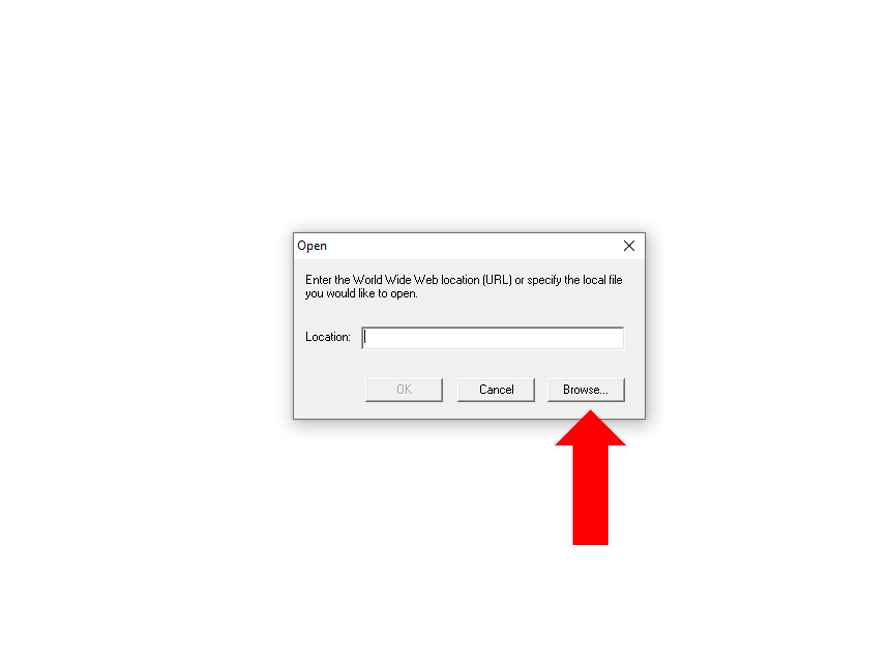 Open
Enter the World Wide Web location (URL) or specify the local file
you would like to open.
Location:
OK Cancel Browse...